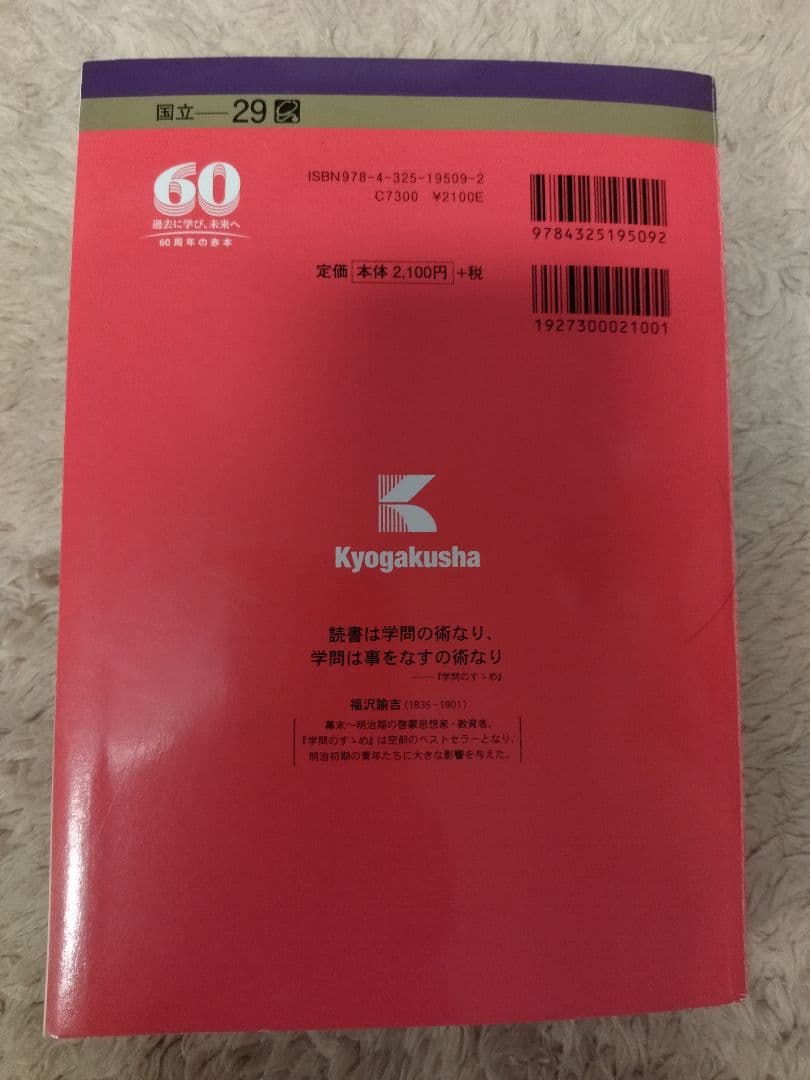 国立――29
60
過去に学び、未来へ
60周年の赤本
ISBN978-4-325-19509-2
C7300 ¥2100E
9784325195092
定価 本体 2,100円 +税
1927300021001
Kyogakusha
読書は学問の術なり、
学問は事をなすの術なり
――『学問のすゝめ』
福沢諭吉(1835-1901)
幕末~明治期の啓蒙思想家・教育者。
『学問のすゝめ』は空前のベストセラーとなり、
明治初期の青年たちに大きな影響を与えた。